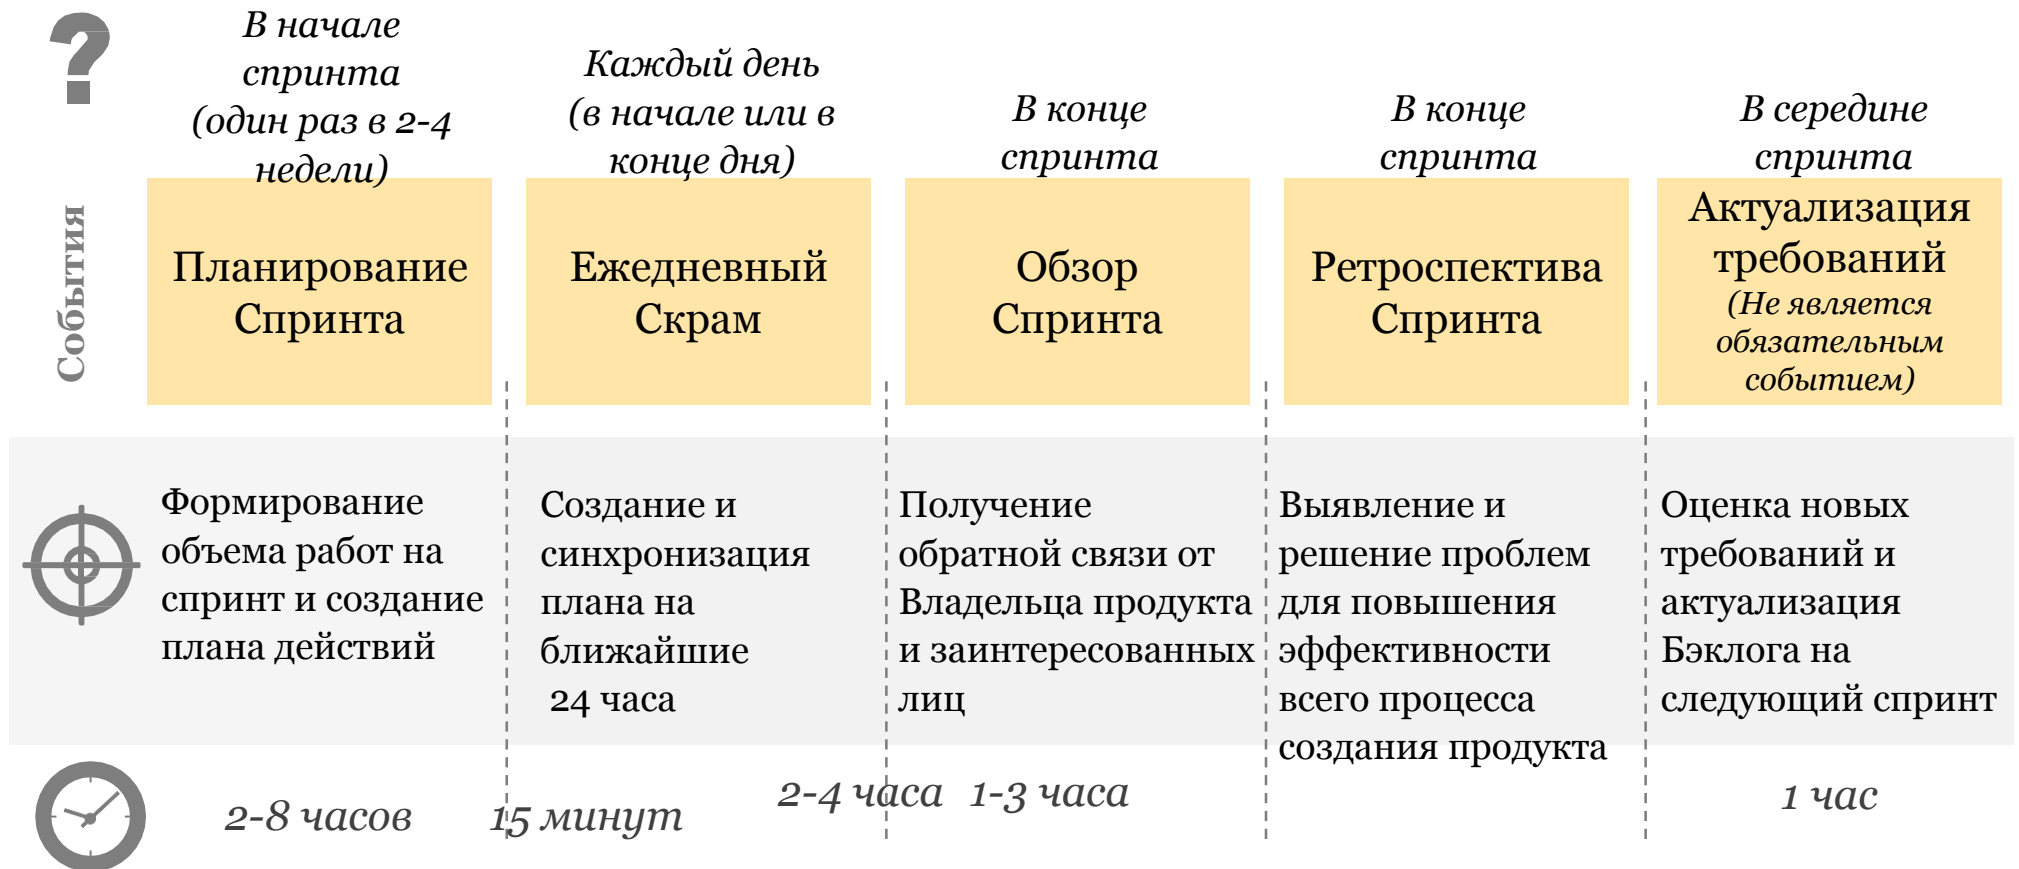 В начале
спринта
(один раз в 2-4
недели)
Каждый день
(в начале или в
конце дня)
В конце
спринта
В конце
спринта
В середине
спринта
События
Планирование
Спринта
Ежедневный
Скрам
Обзор
Спринта
Ретроспектива
Спринта
Актуализация
требований
(Не является
обязательным
событием)
Формирование
объема работ на
спринт и создание
плана действий
Создание и
синхронизация
плана на
ближайшие
24 часа
Получение
обратной связи от
Владельца продукта
и заинтересованных
лиц
Выявление и
решение проблем
для повышения
эффективности
всего процесса
создания продукта
Оценка новых
требований и
актуализация
Бэклога на
следующий спринт
2-8 часов
15 минут
2-4 часа
1-3 часа
1 час